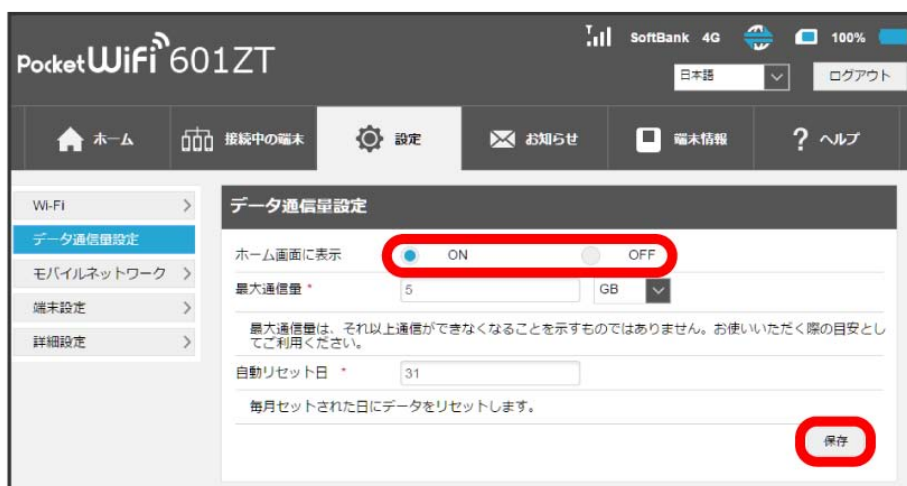 SoftBank 4G 100%
Pocket WiFi 601ZT
日本語 ログアウト
ホーム 接続中の端末 設定 お知らせ 端末情報 ? ヘルプ
Wi-Fi
データ通信量設定
モバイルネットワーク
端末設定
詳細設定
データ通信量設定
ホーム画面に表示 ON OFF
最大通信量 * 5 GB
最大通信量は、それ以上通信ができなくなることを示すものではありません。お使いいただく際の目安とし
てご利用ください。
自動リセット日 * 31
毎月セットされた日にデータをリセットします。
保存